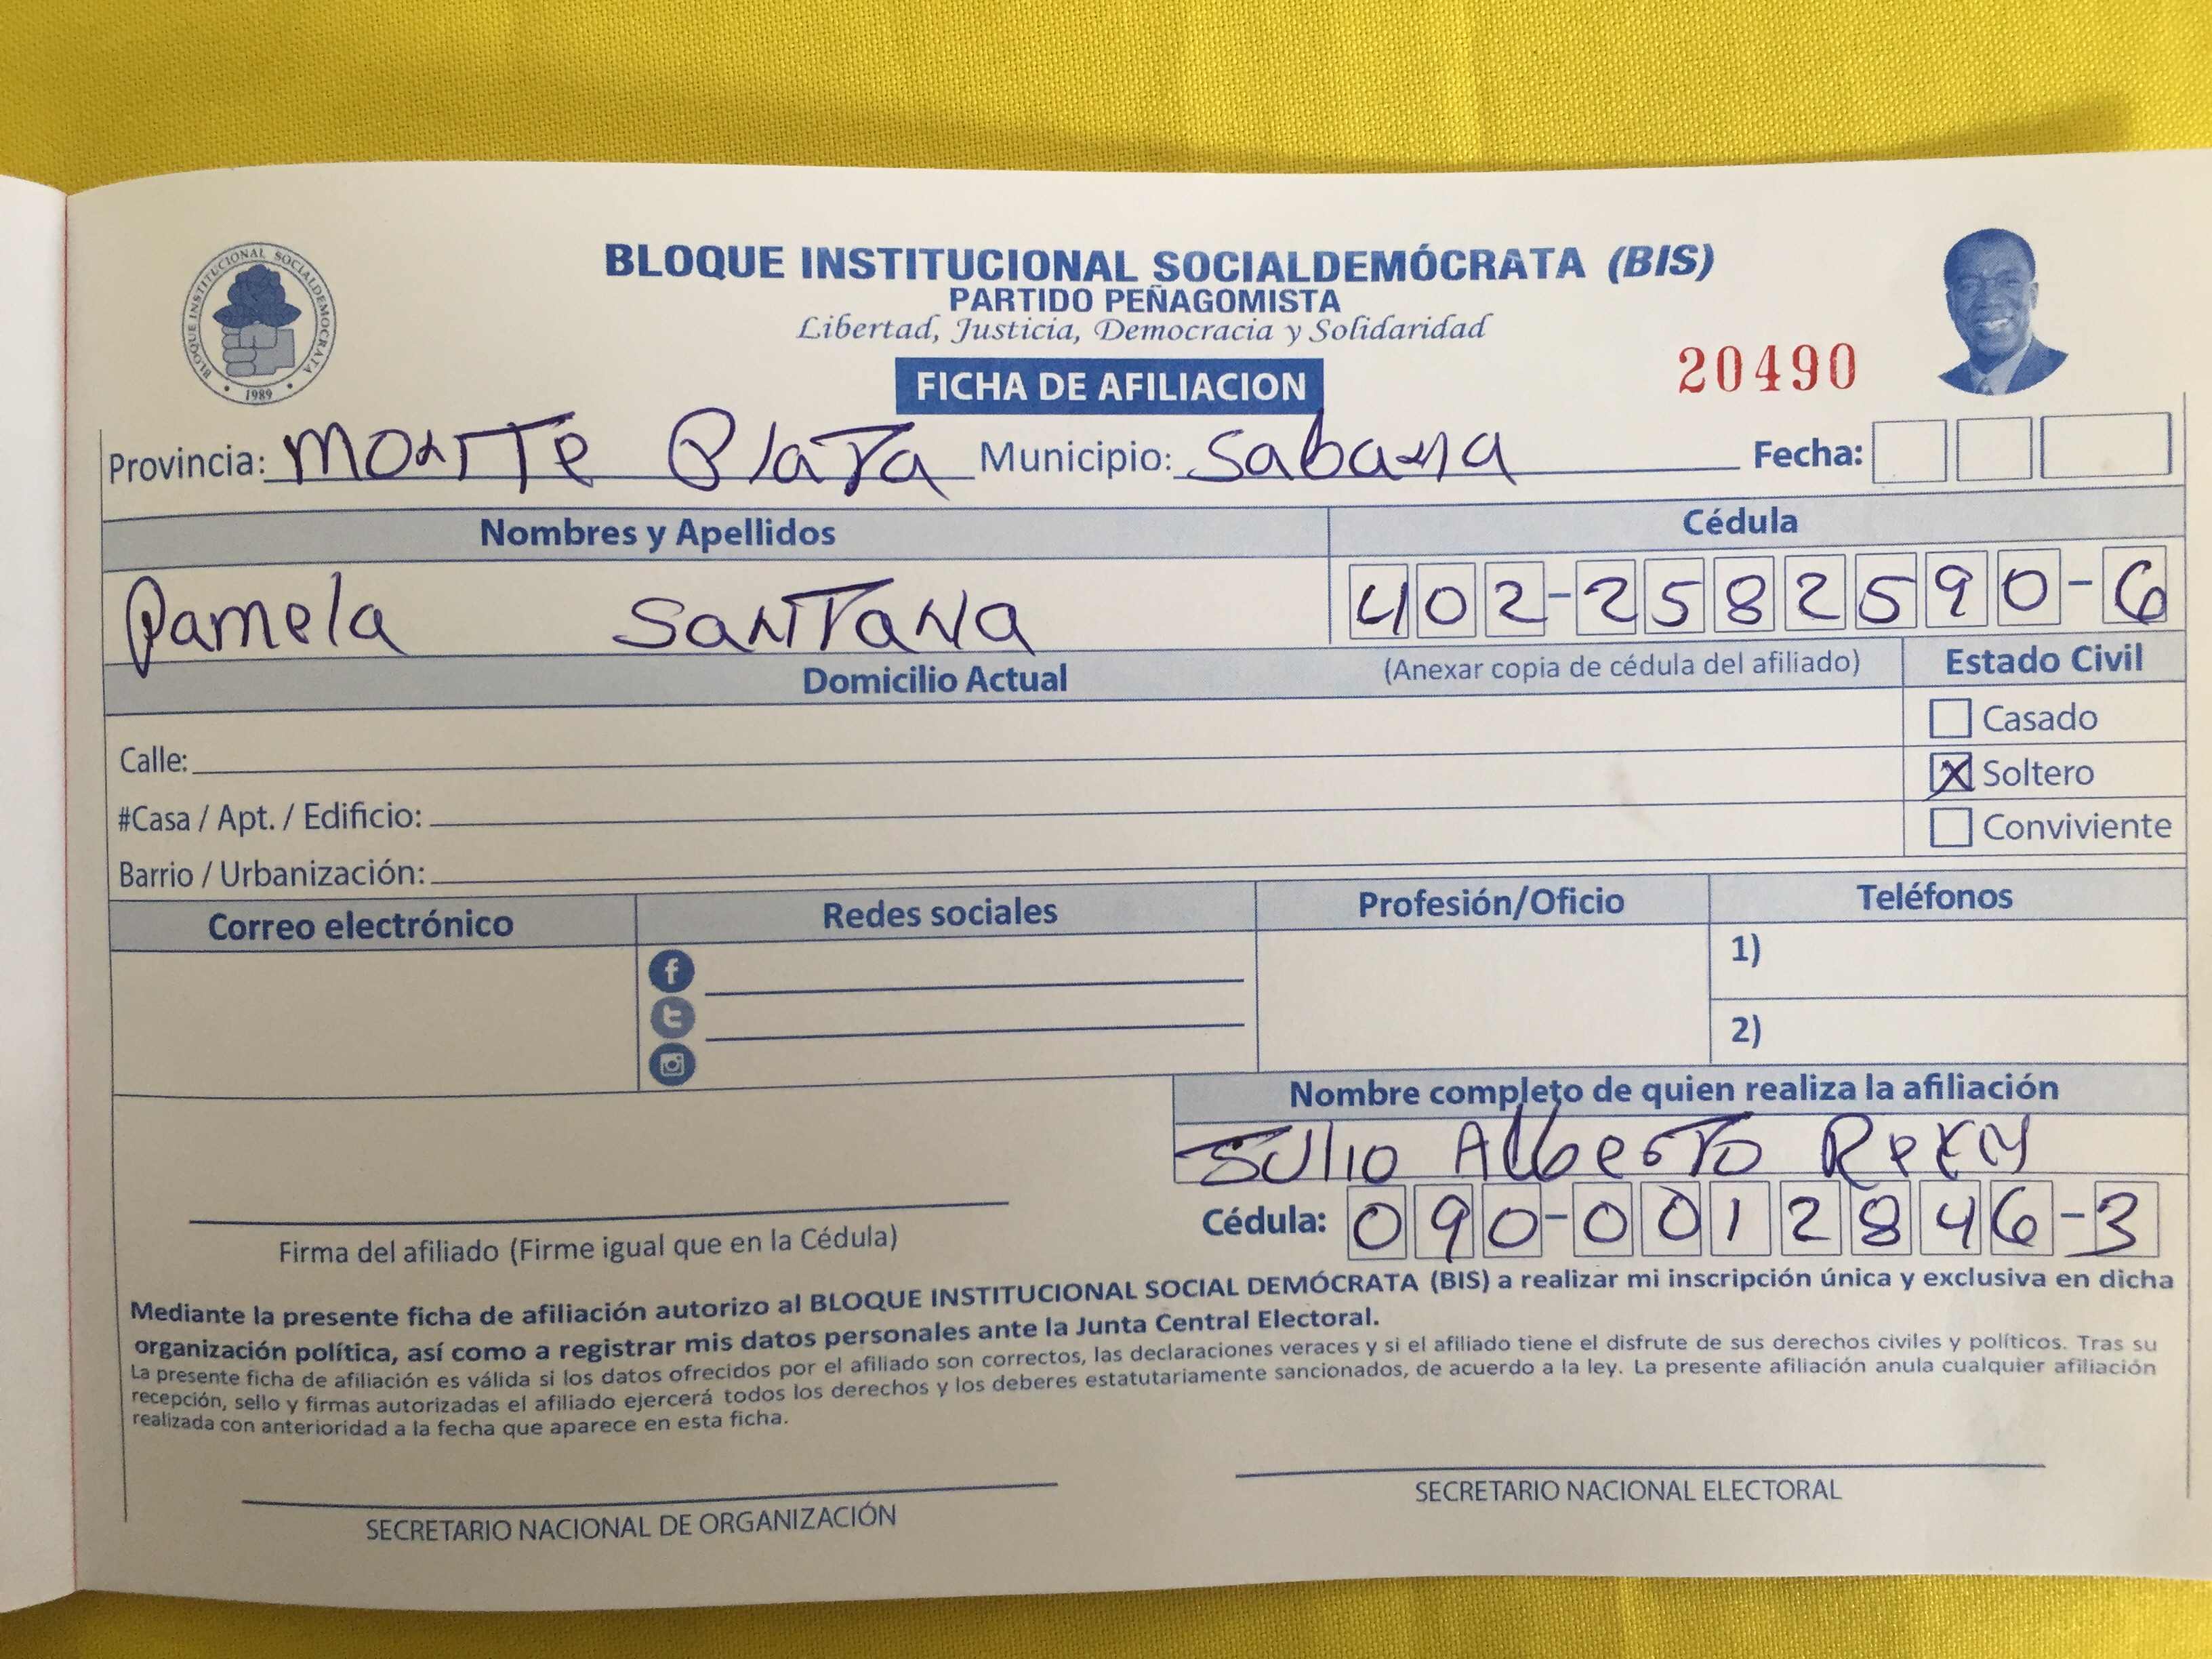 BLOQUE INSTITUCIONAL SOCIALDEMOCRATA
1989
BLOQUE INSTITUCIONAL SOCIALDEMÓCRATA (BIS)
PARTIDO PEÑAGOMISTA
Libertad, Justicia, Democracia y Solidaridad
FICHA DE AFILIACION
20490
Provincia: Monte Plata Municipio: Sabana Fecha:
Nombres y Apellidos Cédula
Pamela Santana 402-2582590-6
Domicilio Actual (Anexar copia de cédula del afiliado) Estado Civil
Casado
Calle:
X Soltero
#Casa / Apt. / Edificio:
Conviviente
Barrio / Urbanización:
Correo electrónico Redes sociales Profesión/Oficio Teléfonos
1)
2)
Nombre completo de quien realiza la afiliación
Julio Alberto
Cédula: 090-0012846-3
Firma del afiliado (Firme igual que en la Cédula)
Mediante la presente ficha de afiliación autorizo al BLOQUE INSTITUCIONAL SOCIAL DEMÓCRATA (BIS) a realizar mi inscripción única y exclusiva en dicha
organización política, así como a registrar mis datos personales ante la Junta Central Electoral.
La presente ficha de afiliación es válida si los datos ofrecidos por el afiliado son correctos, las declaraciones veraces y si el afiliado tiene el disfrute de sus derechos civiles y políticos. Tras su
recepción, sello y firmas autorizadas el afiliado ejercerá todos los derechos y los deberes estatutariamente sancionados, de acuerdo a la ley. La presente afiliación anula cualquier afiliación
realizada con anterioridad a la fecha que aparece en esta ficha.
SECRETARIO NACIONAL DE ORGANIZACIÓN SECRETARIO NACIONAL ELECTORAL